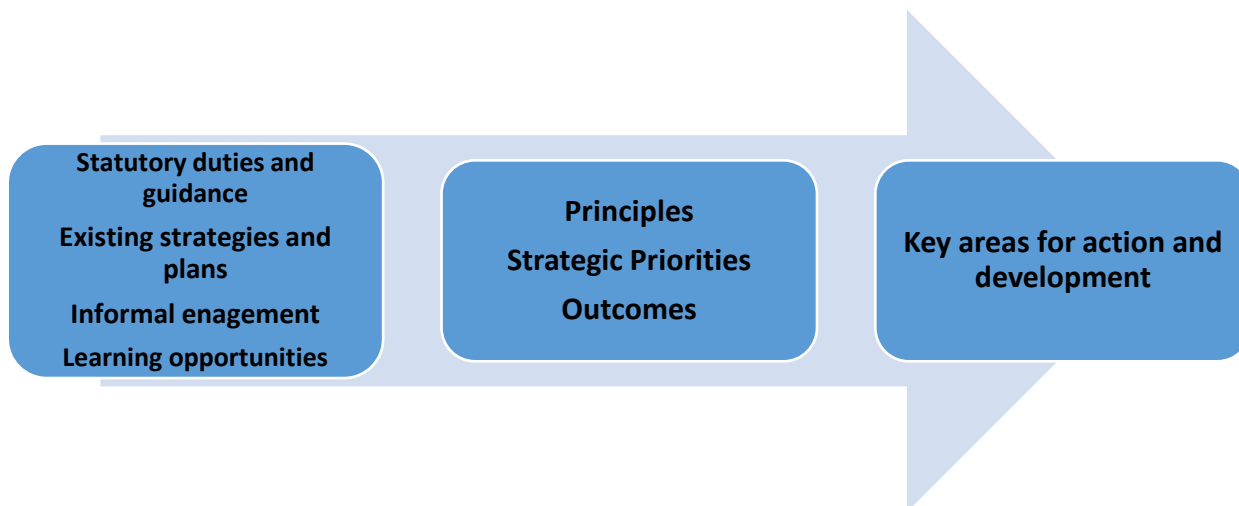 Statutory duties and
guidance
Existing strategies and
plans
Informal enagement
Learning opportunities
Principles
Strategic Priorities
Outcomes
Key areas for action and
development